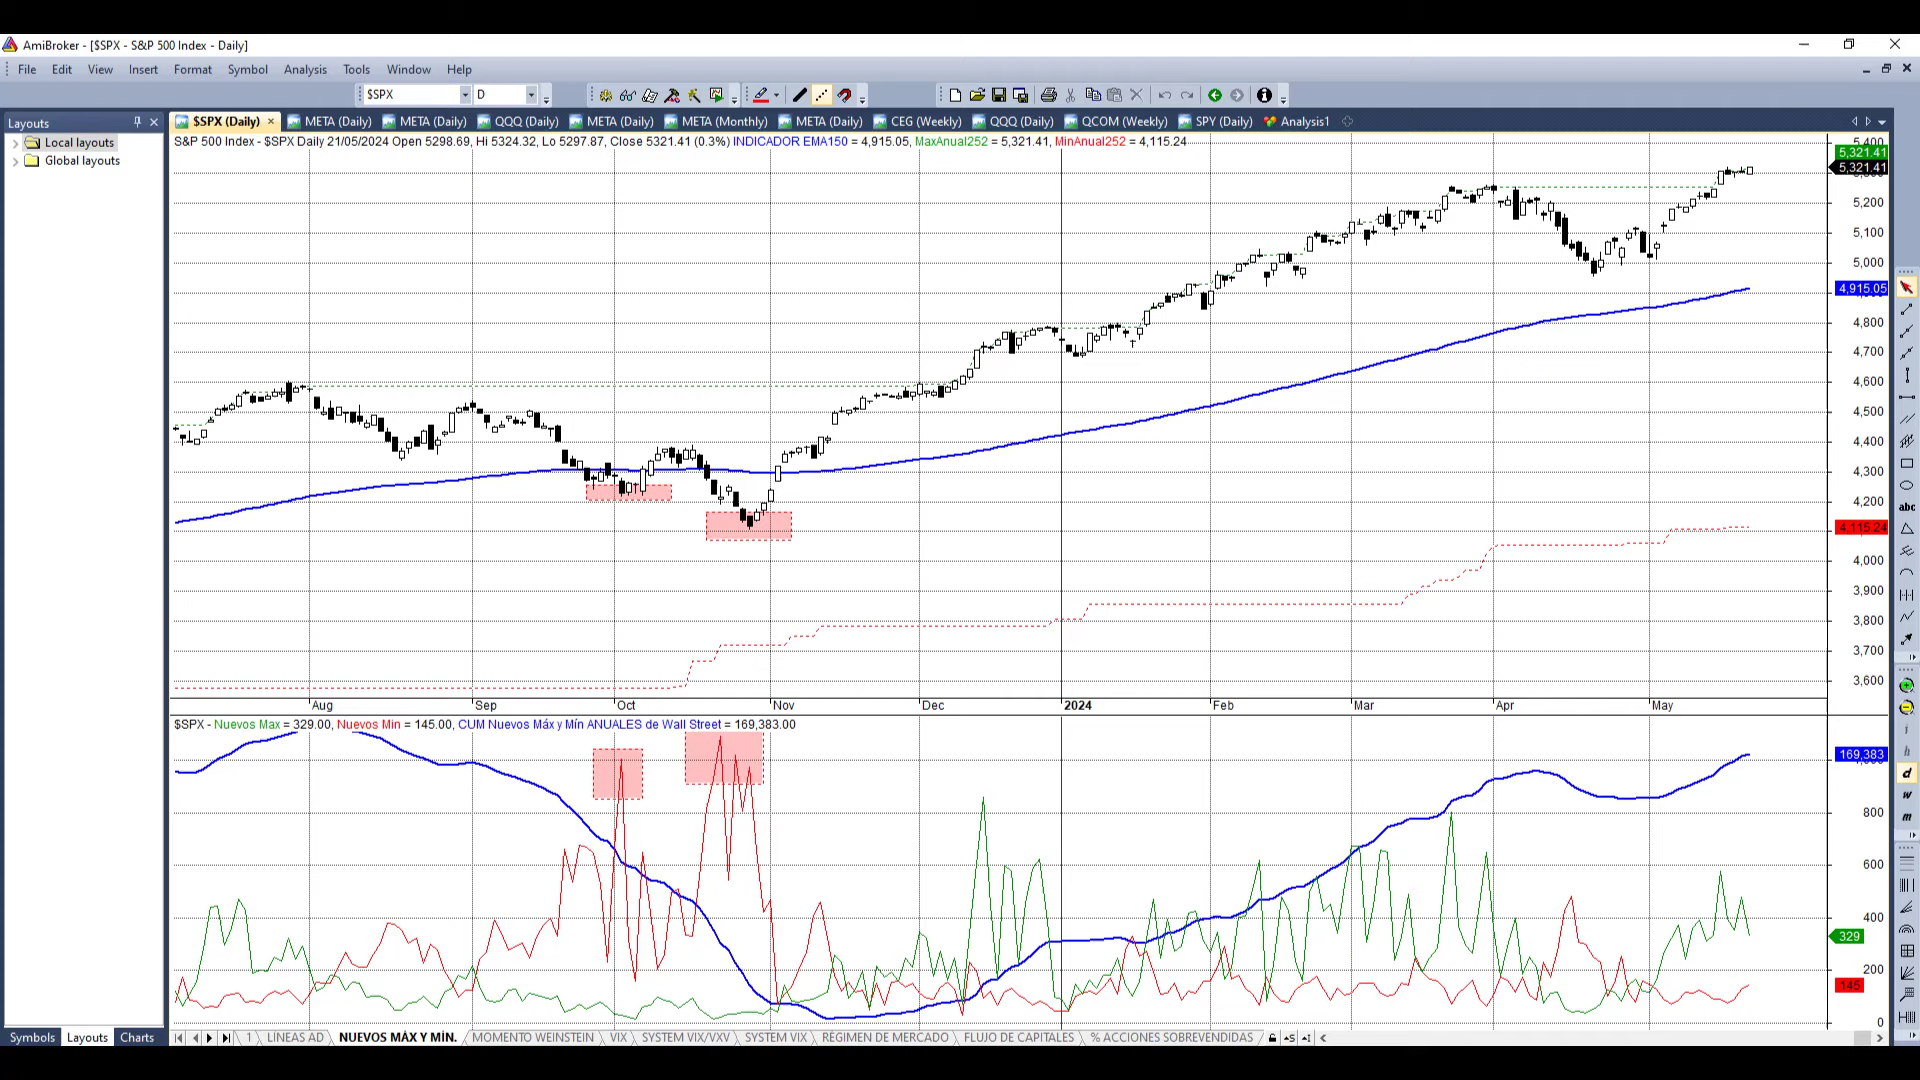 AmiBroker - [$SPX - S&P 500 Index - Daily]
File Edit View Insert Format Symbol Analysis Tools Window Help
$SPX D
Layouts
$SPX (Daily) META (Daily) META (Daily) QQQ (Daily) META (Daily) META (Monthly) META (Daily) CEG (Weekly) QQQ (Daily) QCOM (Weekly) SPY (Daily) Analysis1
Local layouts
Global layouts
S&P 500 Index - $SPX Daily 21/05/2024 Open 5298.69, Hi 5324.32, Lo 5297.87, Close 5321.41 (0.3%) INDICADOR EMA150 = 4,915.05, MaxAnual252 = 5,321.41, MinAnual252 = 4,115.24
5,321.41
5,321.41
5,200
5,100
5,000
4,915.05
4,800
4,700
4,600
4,500
4,400
4,300
4,200
4,115.24
4,000
3,900
3,800
3,700
3,600
Aug Sep Oct Nov Dec 2024 Feb Mar Apr May
$SPX - Nuevos Max = 329.00, Nuevos Min = 145.00, CUM Nuevos Máx y Mín ANUALES de Wall Street = 169,383.00
169,383
800
600
400
329
200
145
0
abc
d
w
m
Symbols Layouts Charts
1 LÍNEAS AD NUEVOS MÁX Y MÍN. MOMENTO WEINSTEIN VIX SYSTEM VIX/VXV SYSTEM VIX RÉGIMEN DE MERCADO FLUJO DE CAPITALES % ACCIONES SOBREVENDIDAS